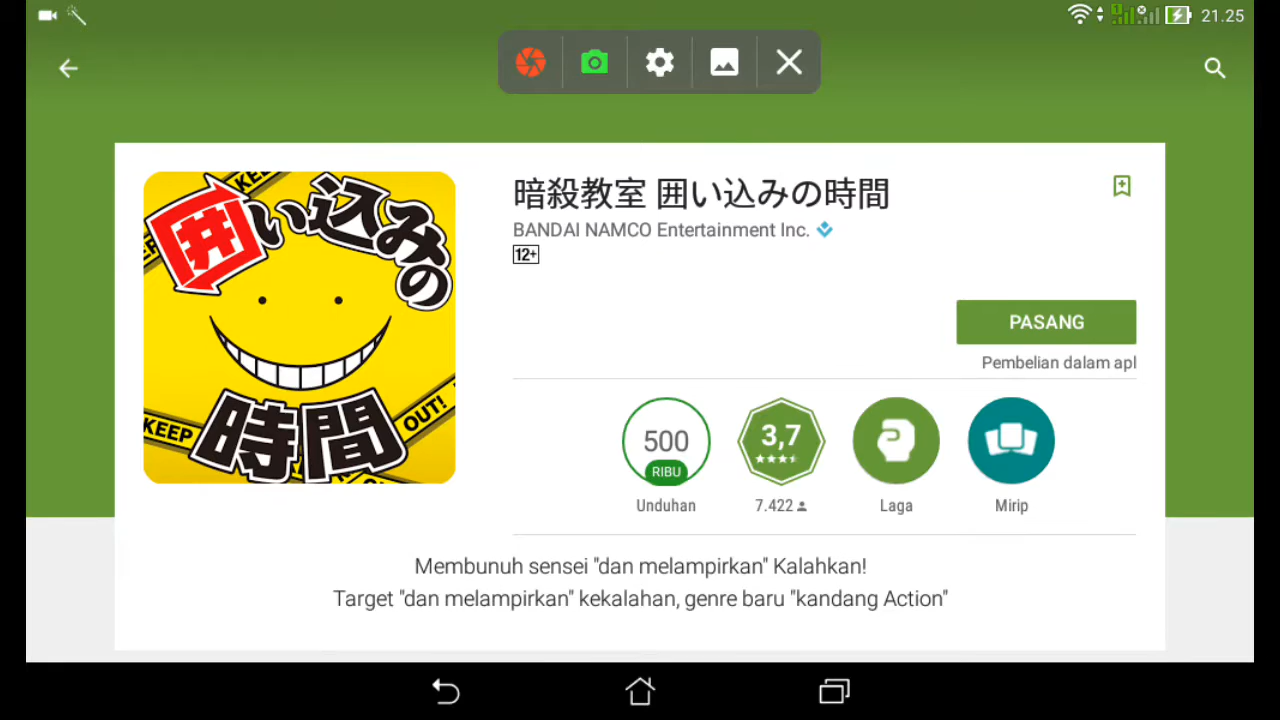 21.25
囲い込みの
時間
KEEP
OUT!
暗殺教室 囲い込みの時間
BANDAI NAMCO Entertainment Inc.
12+
PASANG
Pembelian dalam apl
500
RIBU
Unduhan
3,7
7.422
Laga
Mirip
Membunuh sensei "dan melampirkan" Kalahkan!
Target "dan melampirkan" kekalahan, genre baru "kandang Action"